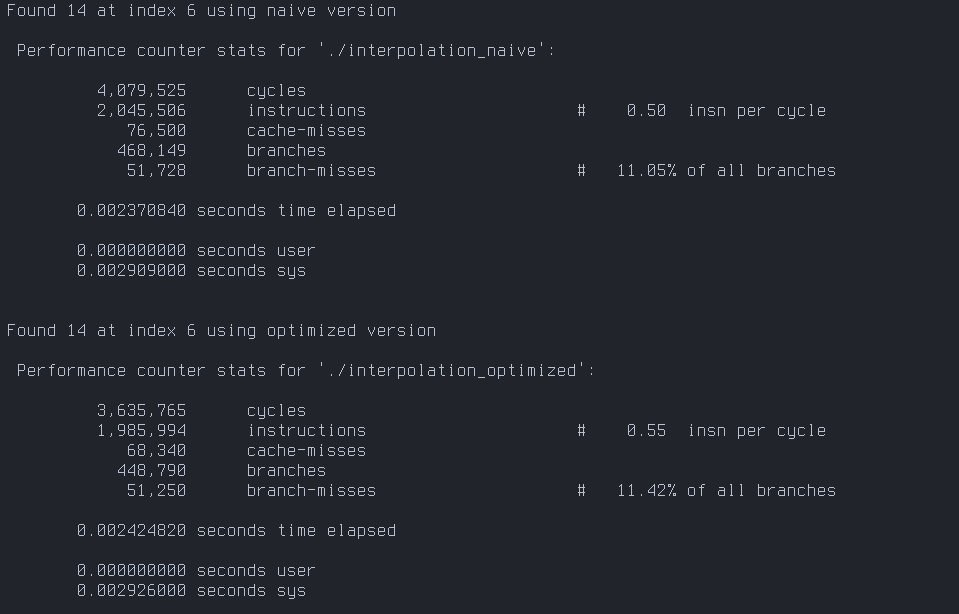 Found 14 at index 6 using naive version
Performance counter stats for './interpolation_naive':
4,079,525 cycles
2,045,506 instructions # 0.50 insn per cycle
76,500 cache-misses
468,149 branches
51,728 branch-misses # 11.05% of all branches
0.002370840 seconds time elapsed
0.000000000 seconds user
0.002909000 seconds sys
Found 14 at index 6 using optimized version
Performance counter stats for './interpolation_optimized':
3,635,765 cycles
1,985,994 instructions # 0.55 insn per cycle
68,340 cache-misses
448,790 branches
51,250 branch-misses # 11.42% of all branches
0.002424820 seconds time elapsed
0.000000000 seconds user
0.002926000 seconds sys